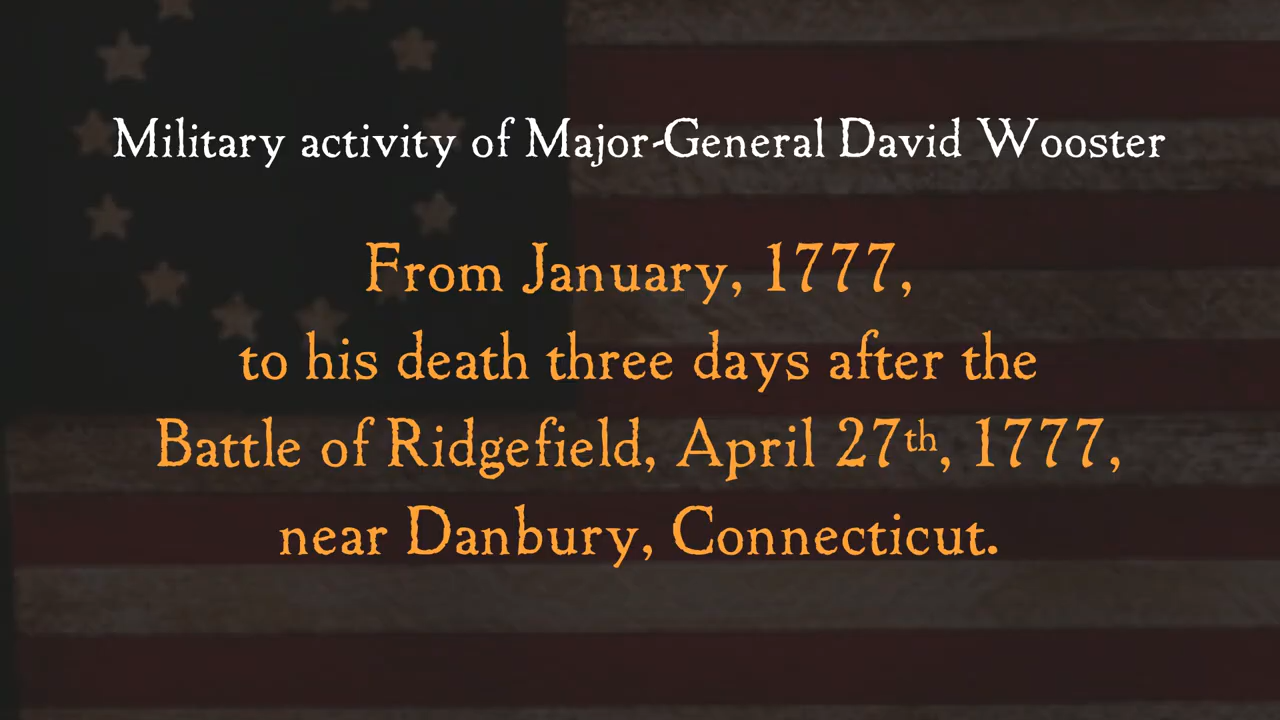 Military activity of Major-General David Wooster
From January, 1777,
to his death three days after the
Battle of Ridgefield, April 27th, 1777,
near Danbury, Connecticut.